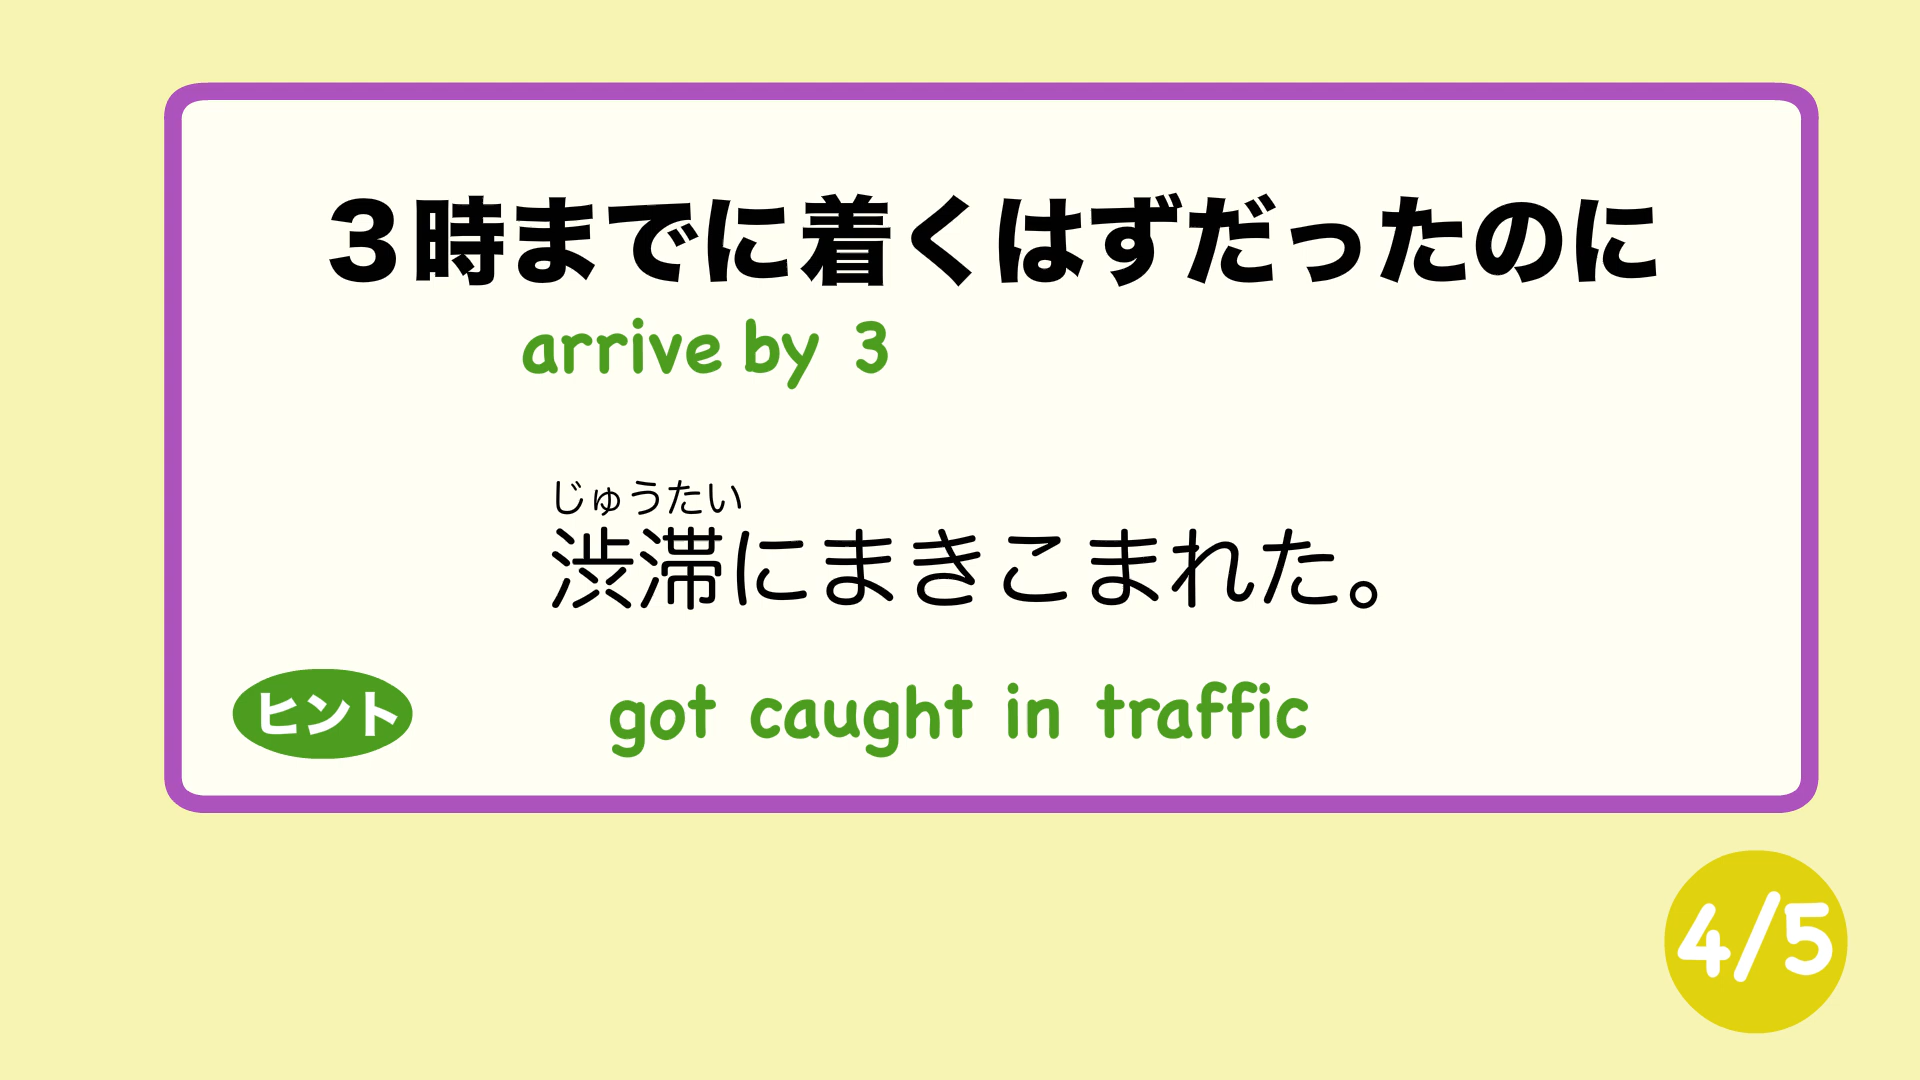 ３時までに着くはずだったのに
arrive by 3
じゅうたい
渋滞にまきこまれた。
ヒント
got caught in traffic
4/5